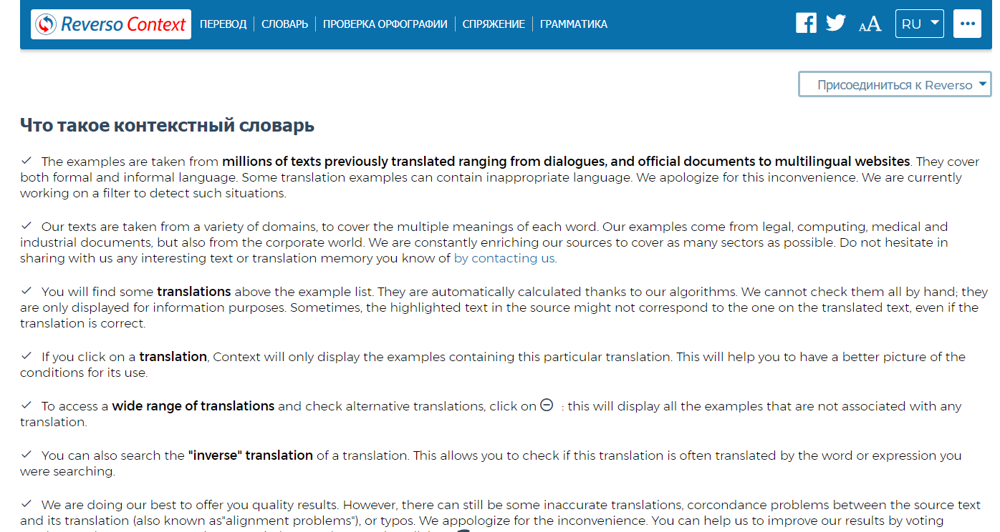 Reverso Context ПЕРЕВОД СЛОВАРЬ ПРОВЕРКА ОРФОГРАФИИ СПРЯЖЕНИЕ ГРАММАТИКА AA RU
Присоединиться к Reverso
Что такое контекстный словарь
The examples are taken from millions of texts previously translated ranging from dialogues, and official documents to multilingual websites. They cover
both formal and informal language. Some translation examples can contain inappropriate language. We apologize for this inconvenience. We are currently
working on a filter to detect such situations.
Our texts are taken from a variety of domains, to cover the multiple meanings of each word. Our examples come from legal, computing, medical and
industrial documents, but also from the corporate world. We are constantly enriching our sources to cover as many sectors as possible. Do not hesitate in
sharing with us any interesting text or translation memory you know of by contacting us.
You will find some translations above the example list. They are automatically calculated thanks to our algorithms. We cannot check them all by hand; they
are only displayed for information purposes. Sometimes, the highlighted text in the source might not correspond to the one on the translated text, even if the
translation is correct.
If you click on a translation, Context will only display the examples containing this particular translation. This will help you to have a better picture of the
conditions for its use.
To access a wide range of translations and check alternative translations, click on : this will display all the examples that are not associated with any
translation.
You can also search the "inverse" translation of a translation. This allows you to check if this translation is often translated by the word or expression you
were searching.
We are doing our best to offer you quality results. However, there can still be some inaccurate translations, corcondance problems between the source text
and its translation (also known as"alignment problems"), or typos. We appologize for the inconvenience. You can help us to improve our results by voting